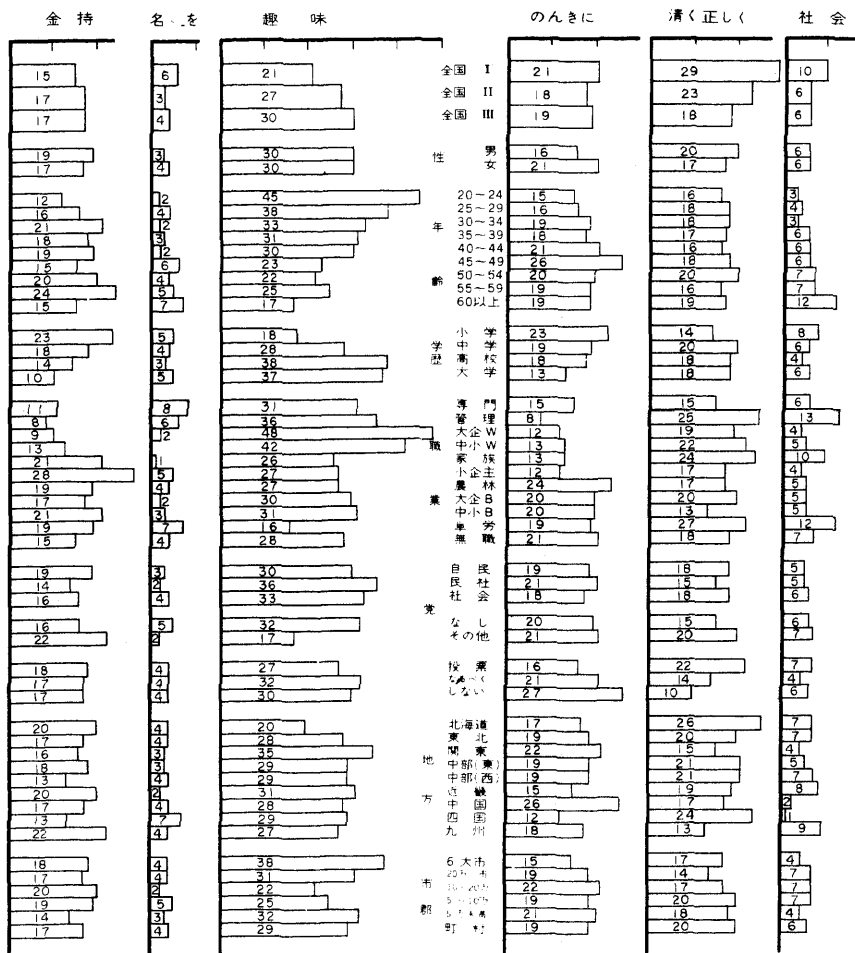 金持 名 を 趣味 のんきに 清く正しく 社会
15 6 21 全国 I 21 29 10
17 3 27 全国 II 18 23 6
17 4 30 全国 III 19 18 6
性
19 3 30 男 16 20 6
17 4 30 女 21 17 6
年齢
12 2 45 20~24 15 16 3
16 4 38 25~29 16 18 4
21 2 33 30~34 19 18 3
18 3 31 35~39 18 17 6
19 2 30 40~44 21 16 6
15 6 23 45~49 26 18 6
20 4 22 50~54 20 20 7
24 5 25 55~59 19 16 7
15 7 17 60以上 19 19 12
学歴
23 5 18 小学 23 14 8
18 4 28 中学 19 20 6
14 3 38 高校 18 18 4
10 5 37 大学 13 18 6
職業
11 8 31 専門 15 15 6
8 6 36 管理 8 25 13
9 2 48 大企W 12 19 4
13 42 中小W 13 22 5
21 1 26 家族 13 24 10
28 5 27 小企主 12 17 4
19 4 27 農林 24 17 5
17 2 30 大企B 20 20 5
21 3 31 中小B 20 13 5
19 7 16 単労 19 27 12
15 4 28 無職 21 18 7
党
19 3 30 自民 19 18 5
14 2 36 民社 21 15 5
16 4 33 社会 18 18 6
16 5 32 なし 20 15 6
22 2 17 その他 21 20 7
18 4 27 投票 16 22 7
17 4 32 21 14 4
17 4 30 しない 27 10 6
地方
20 4 20 北海道 17 26 7
17 4 28 東北 19 20 7
16 3 35 関東 22 15 4
18 3 29 中部(東) 19 21 5
13 4 29 中部(西) 19 21 7
20 2 31 近畿 15 19 8
17 4 28 中国 26 17 2
13 7 29 四国 12 24 1
22 4 27 九州 18 13 9
市郡
18 4 38 6大市 15 17 4
17 4 31 19 14 7
20 2 22 22 17 7
19 5 25 19 20 7
14 3 32 21 18 4
17 4 29 町村 19 20 6